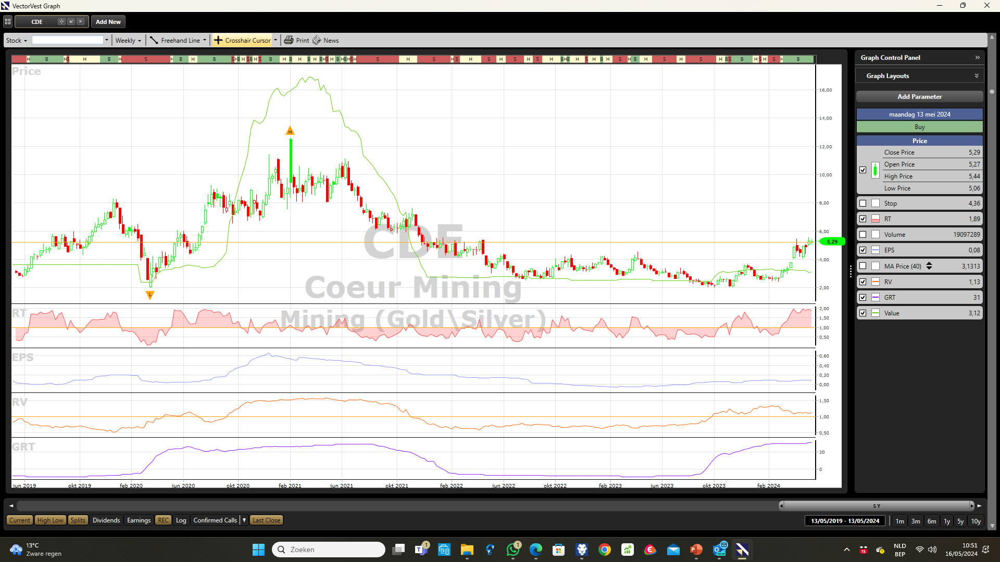 VectorVest Graph
CDE
Add New
Stock
Weekly
Freehand Line
Crosshair Cursor
Print
News
Price
16,00
14,00
12,00
10,00
8,00
6,00
5,29
4,00
2,00
H
L
CDE
Coeur Mining
Mining (Gold\Silver)
RT
2,00
1,50
1,00
0,50
EPS
0,60
0,40
0,20
0,00
RV
1,50
1,00
0,50
GRT
20
0
jun 2019 okt 2019 feb 2020 jun 2020 okt 2020 feb 2021 jun 2021 okt 2021 feb 2022 jun 2022 okt 2022 feb 2023 jun 2023 okt 2023 feb 2024
Graph Control Panel
Graph Layouts
Add Parameter
maandag 13 mei 2024
Buy
Price
Close Price 5,29
Open Price 5,27
High Price 5,44
Low Price 5,06
Stop 4,36
RT 1,89
Volume 19097289
EPS 0,08
MA Price (40) 3,1313
RV 1,13
GRT 31
Value 3,12
5 Y
Current High Low Splits Dividends Earnings REC Log Confirmed Calls Last Close
13/05/2019 - 13/05/2024 1m 3m 6m 1y 5y 10y
13°C
Zware regen
Zoeken
1
1
NEW
15
NLD
BEP
10:51
16/05/2024